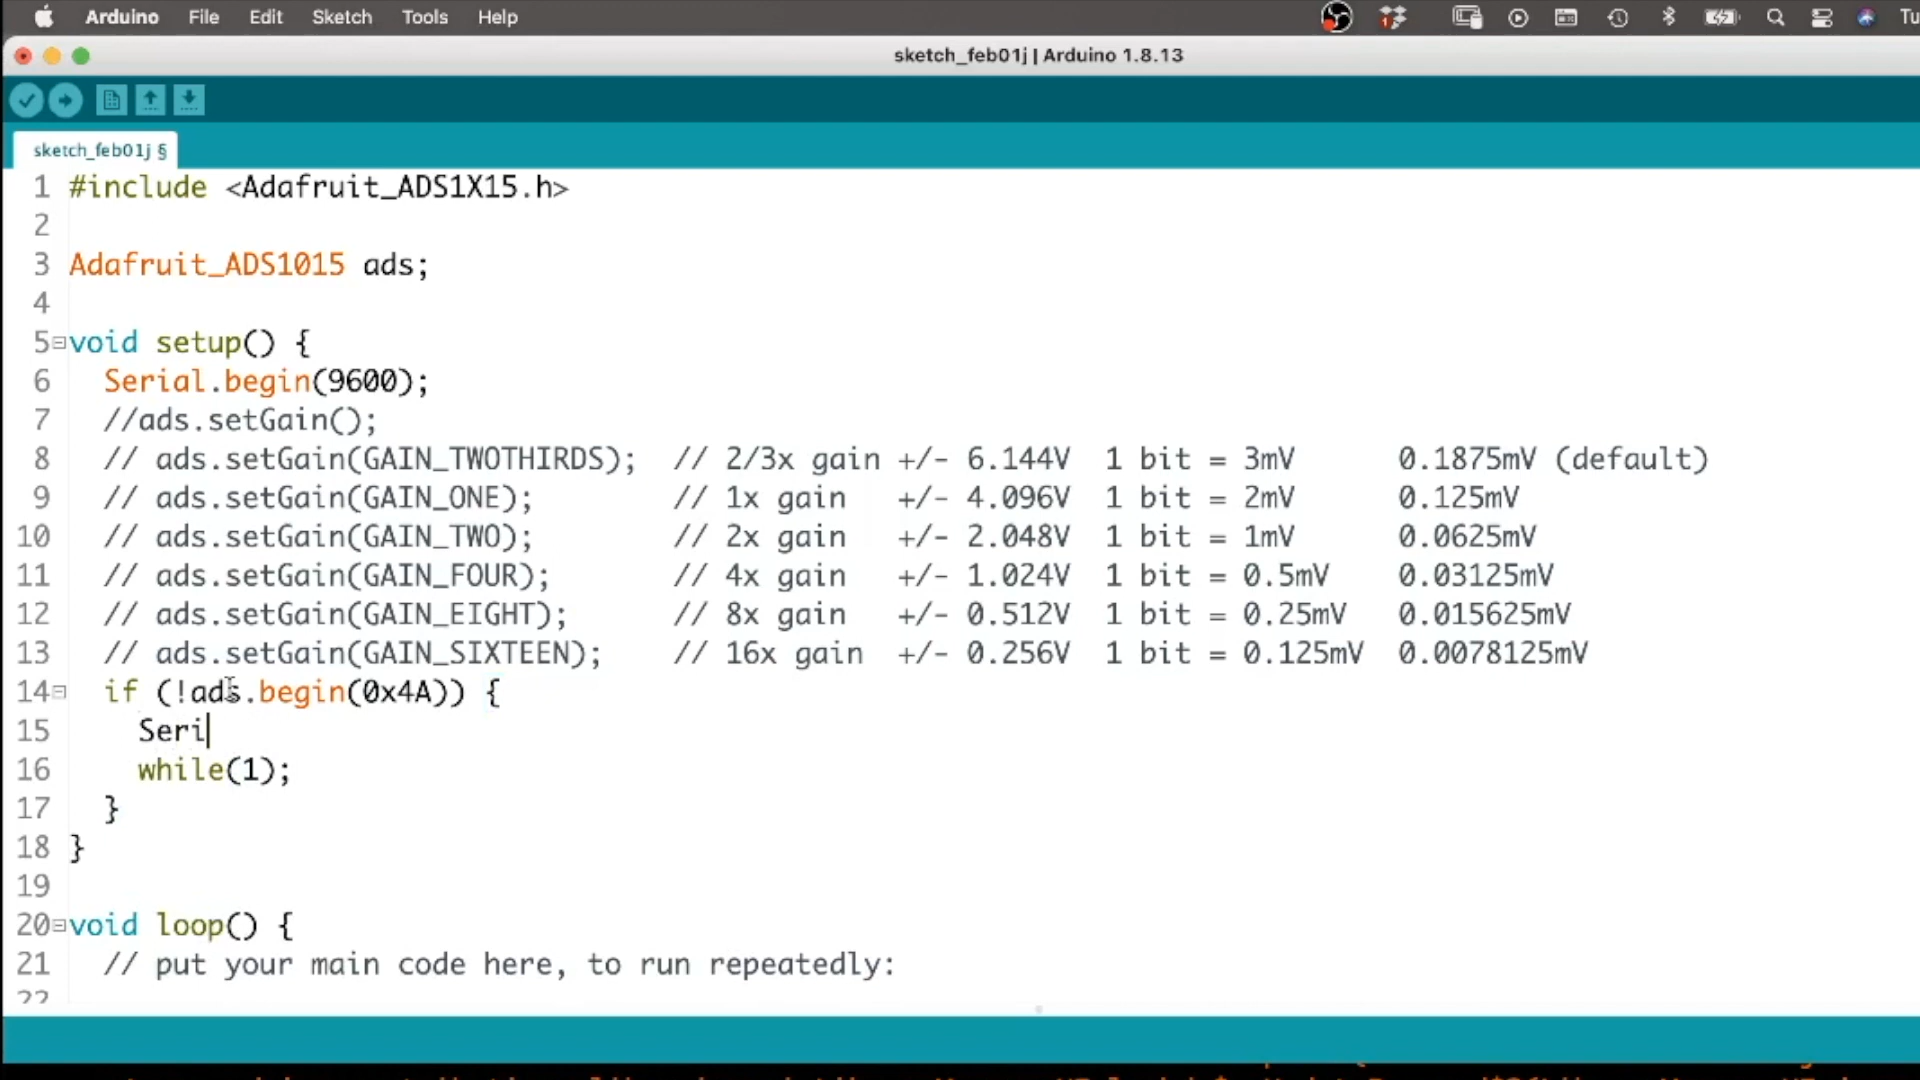 Arduino File Edit Sketch Tools Help Tu
sketch_feb01j | Arduino 1.8.13
sketch_feb01j §
1 #include <Adafruit_ADS1X15.h>
2
3 Adafruit_ADS1015 ads;
4
5 void setup() {
6 Serial.begin(9600);
7 //ads.setGain();
8 // ads.setGain(GAIN_TWOTHIRDS); // 2/3x gain +/- 6.144V 1 bit = 3mV 0.1875mV (default)
9 // ads.setGain(GAIN_ONE); // 1x gain +/- 4.096V 1 bit = 2mV 0.125mV
10 // ads.setGain(GAIN_TWO); // 2x gain +/- 2.048V 1 bit = 1mV 0.0625mV
11 // ads.setGain(GAIN_FOUR); // 4x gain +/- 1.024V 1 bit = 0.5mV 0.03125mV
12 // ads.setGain(GAIN_EIGHT); // 8x gain +/- 0.512V 1 bit = 0.25mV 0.015625mV
13 // ads.setGain(GAIN_SIXTEEN); // 16x gain +/- 0.256V 1 bit = 0.125mV 0.0078125mV
14 if (!ads.begin(0x4A)) {
15 Seri
16 while(1);
17 }
18 }
19
20 void loop() {
21 // put your main code here, to run repeatedly:
22